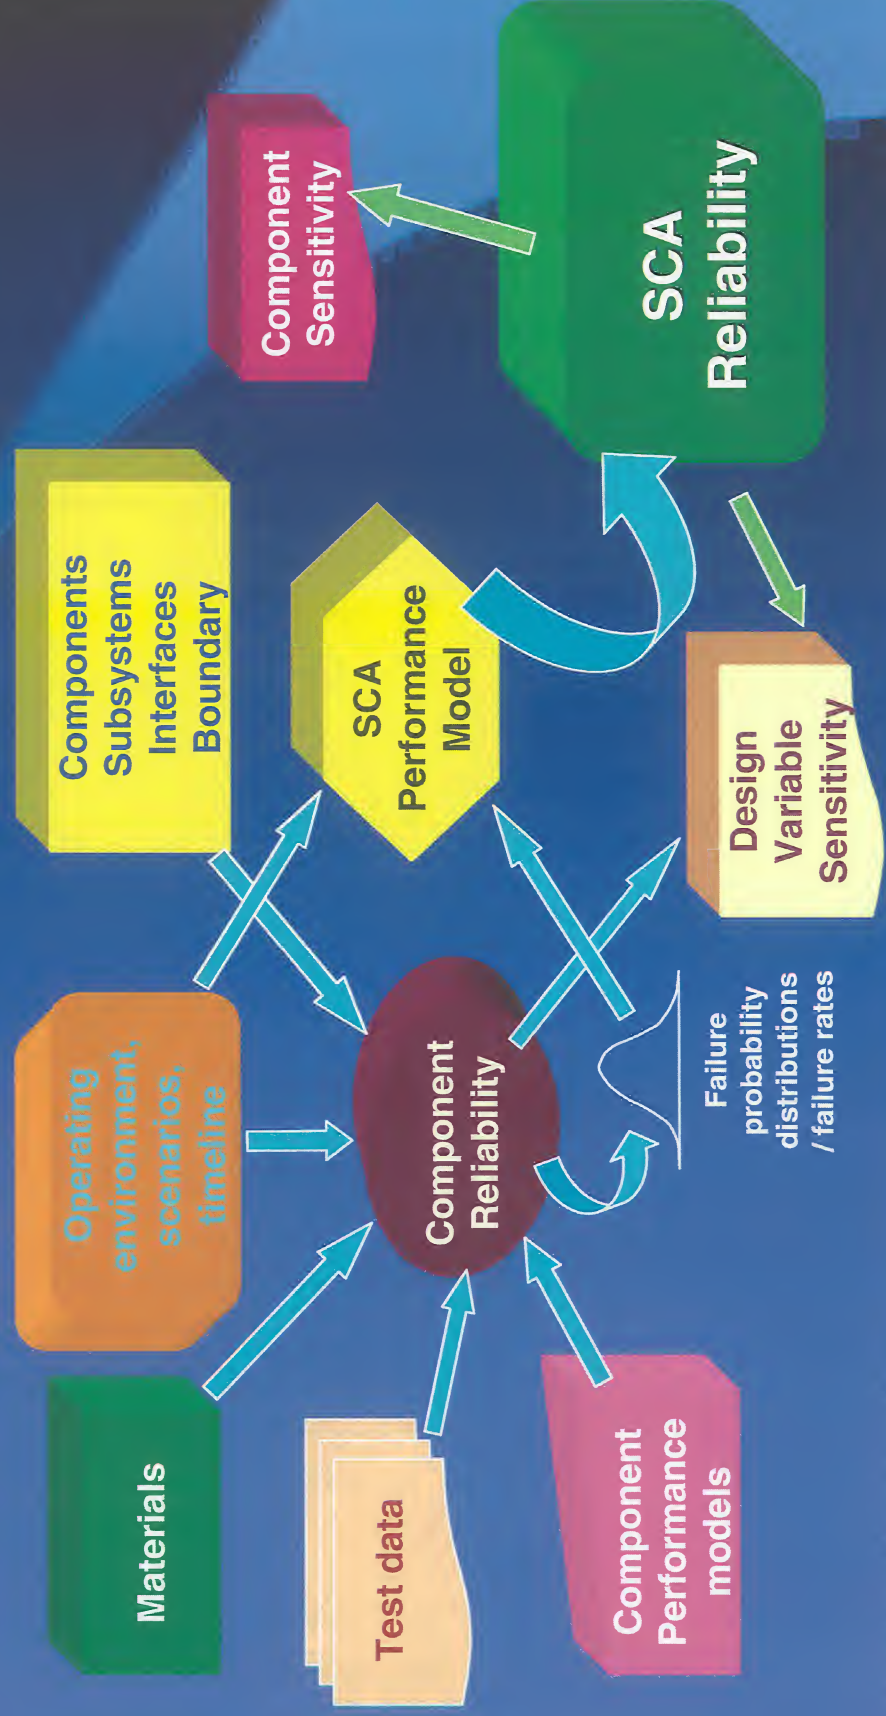 Materials
Operating
environment,
scenarios,
timeline
Components
Subsystems
Interfaces
Boundary
Test data
Component
Reliability
SCA
Performance
Model
Component
Sensitivity
Component
Performance
models
Failure
probability
distributions
/failure rates
Design
Variable
Sensitivity
SCA
Reliability